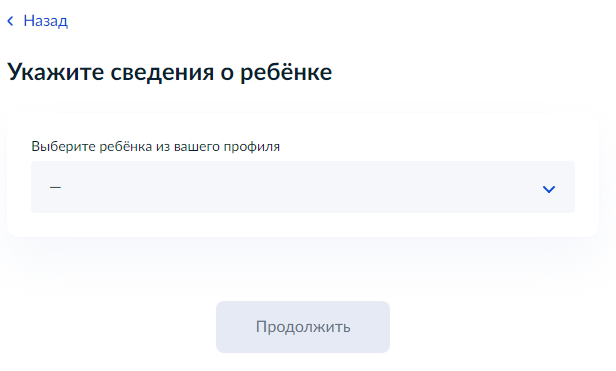 Назад
Укажите сведения о ребёнке
Выберите ребёнка из вашего профиля
—
Продолжить